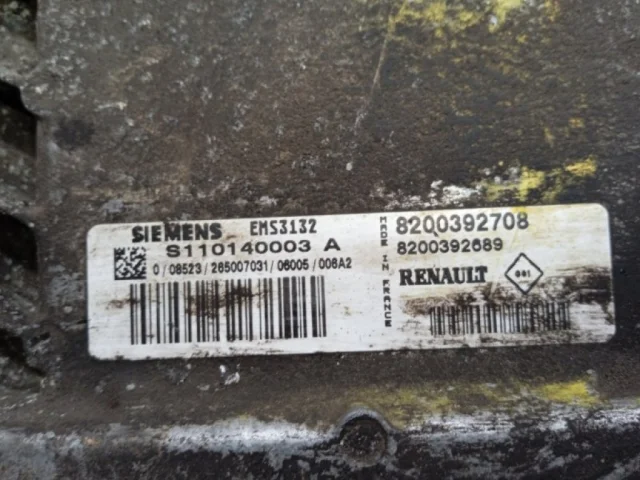 SIEMENS EMS3132
S110140003 A
0/08523/265007031/06005/006A2
MADE IN FRANCE
8200392708
8200392689
RENAULT 001